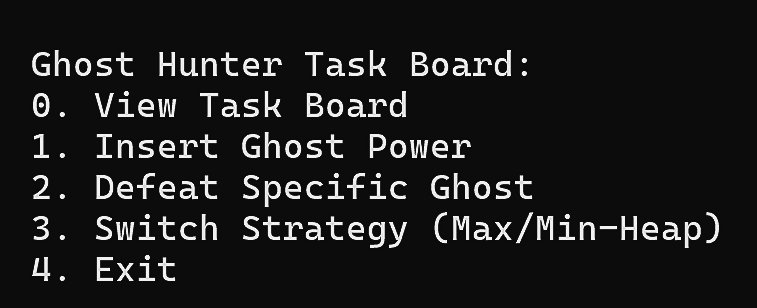 Ghost Hunter Task Board:
0. View Task Board
1. Insert Ghost Power
2. Defeat Specific Ghost
3. Switch Strategy (Max/Min-Heap)
4. Exit